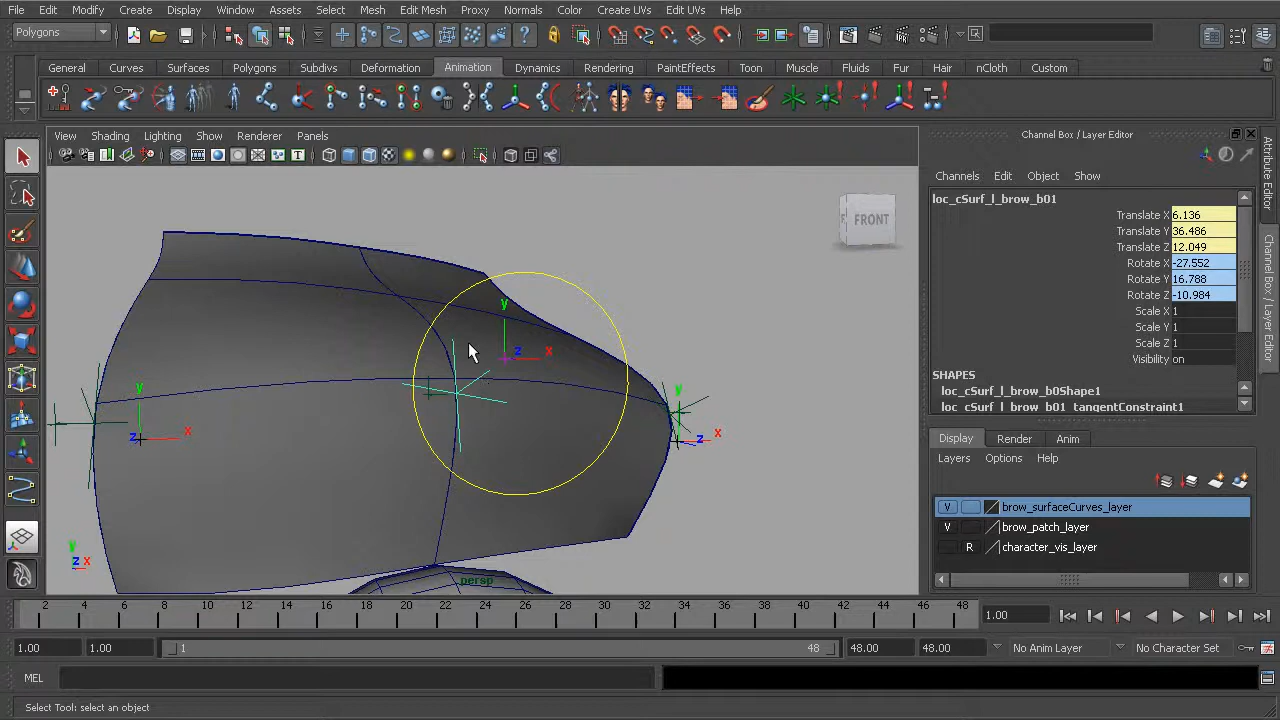 File Edit Modify Create Display Window Assets Select Mesh Edit Mesh Proxy Normals Color Create UVs Edit UVs Help
Polygons
General Curves Surfaces Polygons Subdivs Deformation Animation Dynamics Rendering PaintEffects Toon Muscle Fluids Fur Hair nCloth Custom
View Shading Lighting Show Renderer Panels
Channel Box / Layer Editor
Channels Edit Object Show
loc_cSurf_l_brow_b01
Translate X 6.136
Translate Y 36.486
Translate Z 12.049
Rotate X -27.552
Rotate Y 16.788
Rotate Z -10.984
Scale X 1
Scale Y 1
Scale Z 1
Visibility on
SHAPES
loc_cSurf_l_brow_b0Shape1
loc_cSurf_l_brow_b01_tangentConstraint1
Display Render Anim
Layers Options Help
V brow_surfaceCurves_layer
V brow_patch_layer
R character_vis_layer
Attribute Editor
Channel Box / Layer Editor
FRONT
y z x
y z x
y z x
y z x
persp
2 4 6 8 10 12 14 16 18 20 22 24 26 28 30 32 34 36 38 40 42 44 46 48 1.00
1.00 1.00 1 48 48.00 48.00 No Anim Layer No Character Set
MEL
Select Tool: select an object